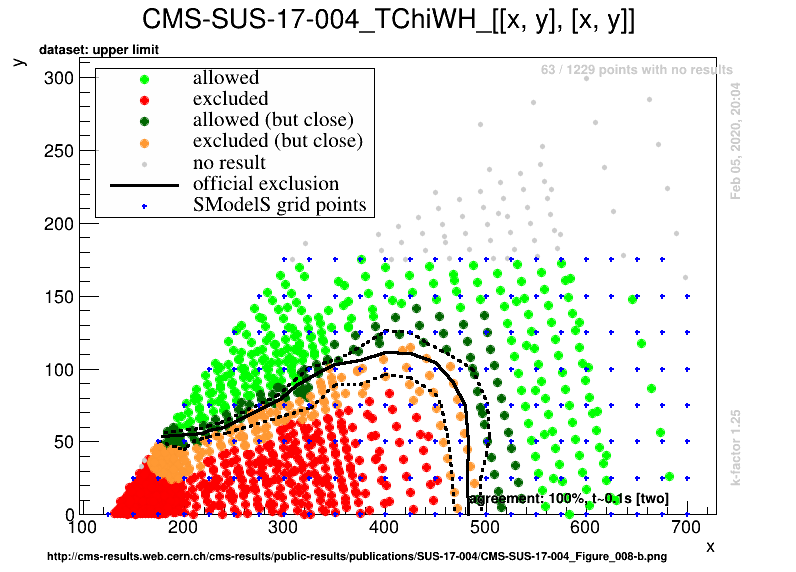 CMS-SUS-17-004_TChiWH_[[x, y], [x, y]]
dataset: upper limit
y
63 / 1229 points with no results
Feb 05, 2020, 20:04
allowed
excluded
allowed (but close)
excluded (but close)
no result
official exclusion
SModelS grid points
300
250
200
150
100
50
0
k-factor 1.25
agreement: 100%, t~0.1s [two]
100 200 300 400 500 600 700
x
http://cms-results.web.cern.ch/cms-results/public-results/publications/SUS-17-004/CMS-SUS-17-004_Figure_008-b.png